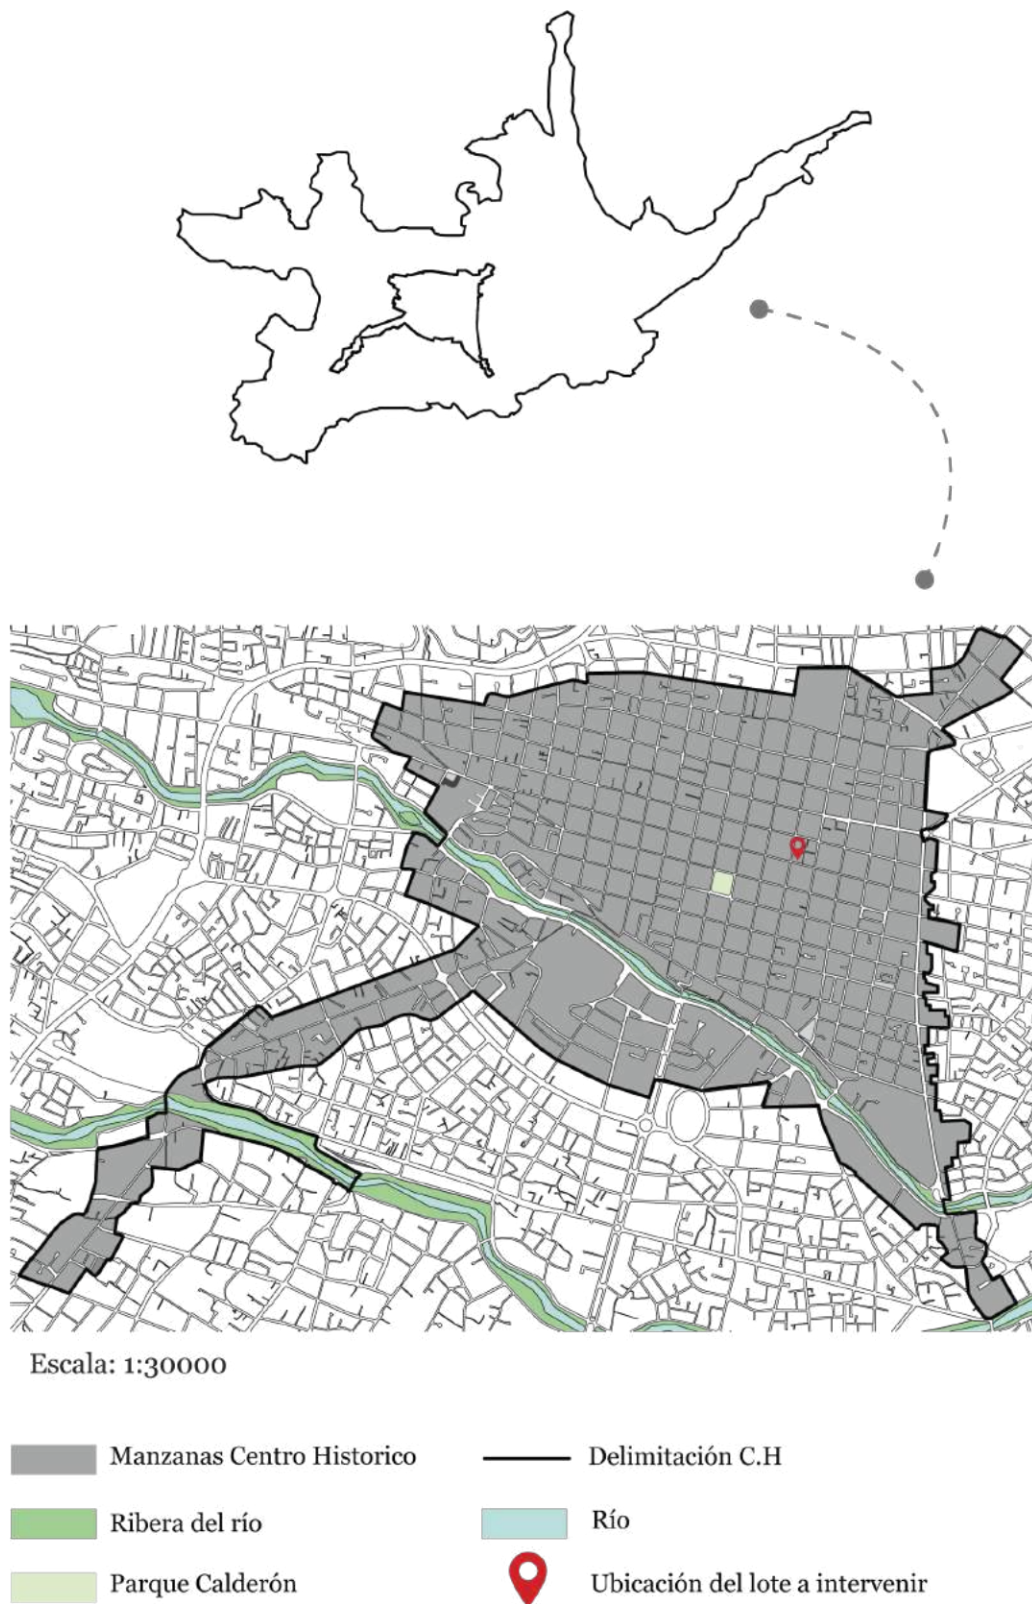 Escala: 1:30000
Manzanas Centro Historico
Delimitación C.H
Ribera del río
Río
Parque Calderón
Ubicación del lote a intervenir